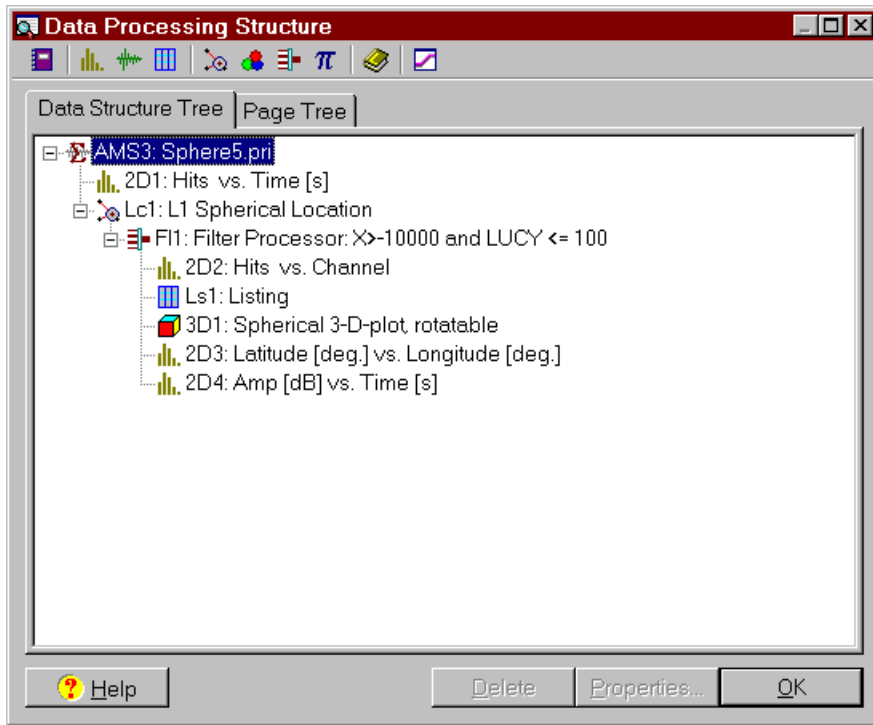 Data Processing Structure
Data Structure Tree Page Tree
AMS3: Sphere5.pri
2D1: Hits vs. Time [s]
Lc1: L1 Spherical Location
Fl1: Filter Processor: X>-10000 and LUCY <= 100
2D2: Hits vs. Channel
Ls1: Listing
3D1: Spherical 3-D-plot, rotatable
2D3: Latitude [deg.] vs. Longitude [deg.]
2D4: Amp [dB] vs. Time [s]
Help Delete Properties... OK